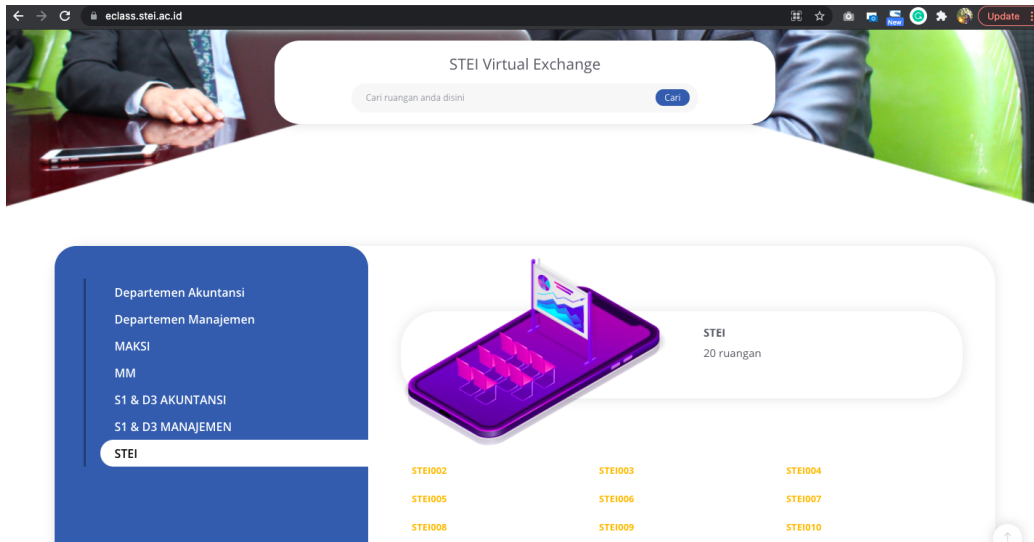 eclass.stei.ac.id
New
Update
STEI Virtual Exchange
Cari ruangan anda disini
Cari
Departemen Akuntansi
Departemen Manajemen
MAKSI
MM
S1 & D3 AKUNTANSI
S1 & D3 MANAJEMEN
STEI
STEI
20 ruangan
STEI002 STEI003 STEI004
STEI005 STEI006 STEI007
STEI008 STEI009 STEI010